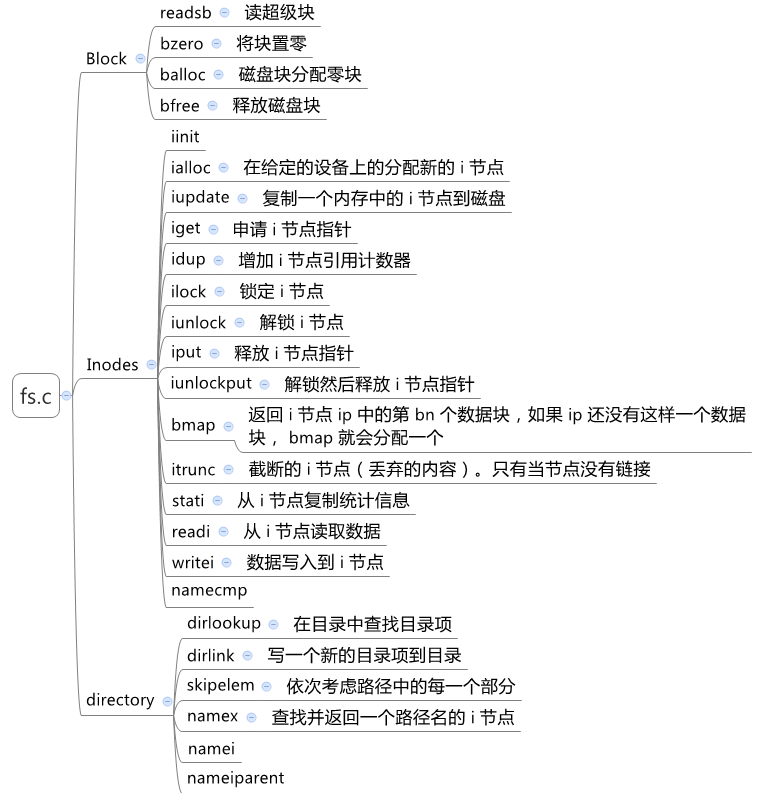 readsb 读超级块
bzero 将块置零
Block
balloc 磁盘块分配零块
bfree 释放磁盘块
iinit
ialloc 在给定的设备上的分配新的 i 节点
iupdate 复制一个内存中的 i 节点到磁盘
iget 申请 i 节点指针
idup 增加 i 节点引用计数器
ilock 锁定 i 节点
iunlock 解锁 i 节点
iput 释放 i 节点指针
Inodes
iunlockput 解锁然后释放 i 节点指针
fs.c
bmap 返回 i 节点 ip 中的第 bn 个数据块，如果 ip 还没有这样一个数据
块， bmap 就会分配一个
itrunc 截断的 i 节点（丢弃的内容）。只有当节点没有链接
stati 从 i 节点复制统计信息
readi 从 i 节点读取数据
writei 数据写入到 i 节点
namecmp
dirlookup 在目录中查找目录项
dirlink 写一个新的目录项到目录
skipelem 依次考虑路径中的每一个部分
directory
namex 查找并返回一个路径名的 i 节点
namei
nameiparent